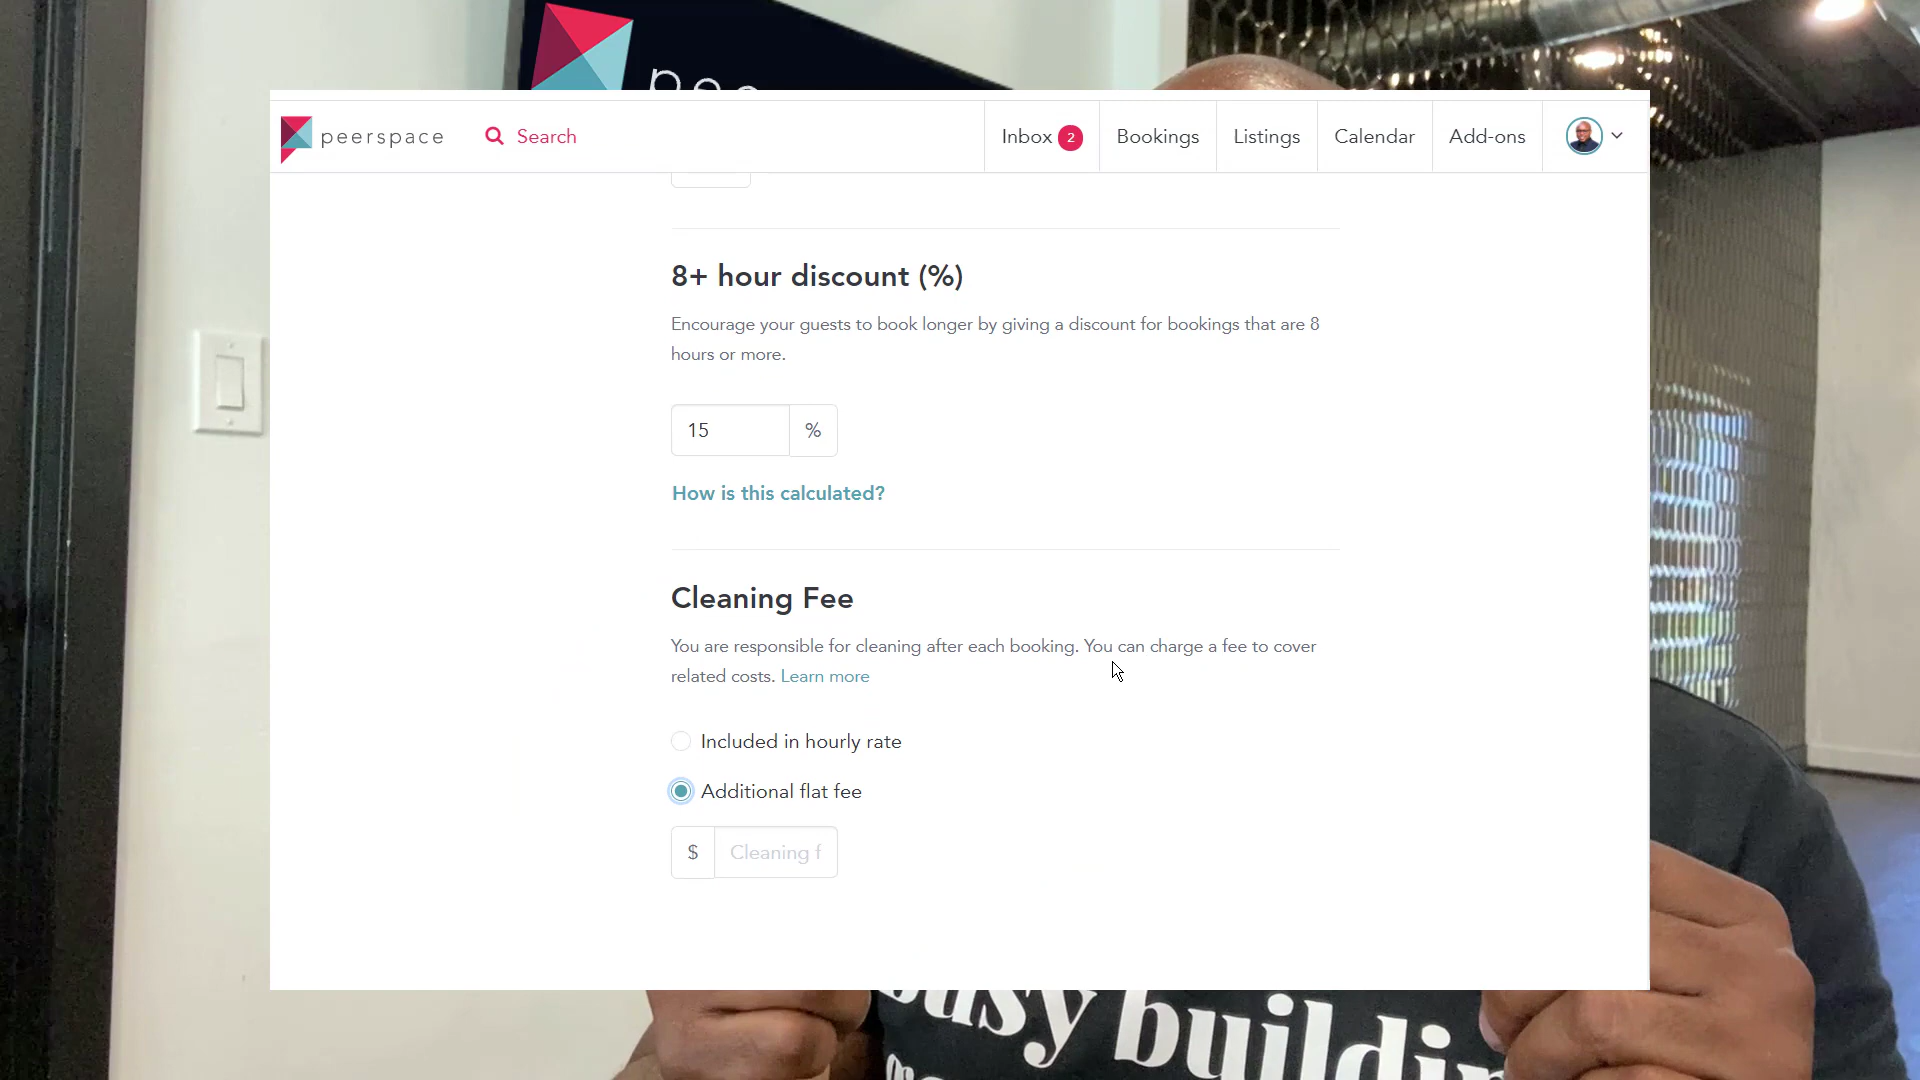 peerspace
Search
Inbox 2
Bookings
Listings
Calendar
Add-ons
8+ hour discount (%)
Encourage your guests to book longer by giving a discount for bookings that are 8
hours or more.
15 %
How is this calculated?
Cleaning Fee
You are responsible for cleaning after each booking. You can charge a fee to cover
related costs. Learn more
Included in hourly rate
Additional flat fee
$ Cleaning f